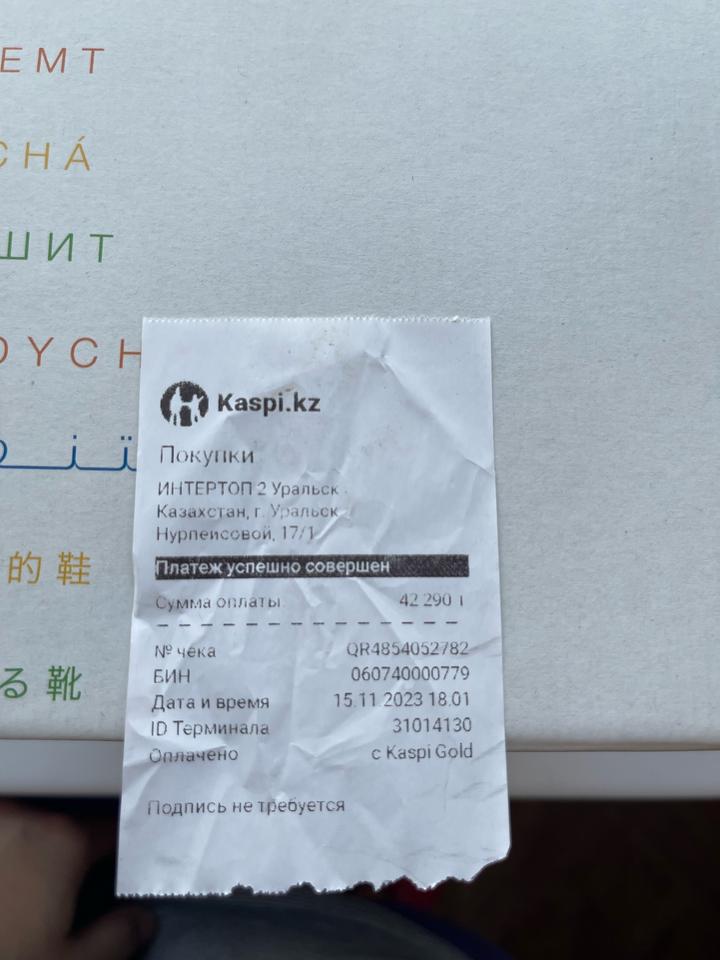 ЕМТ
CHÁ
ШИТ
DYCH
的鞋
る靴
Kaspi.kz
Покупки
ИНТЕРТОП 2 Уральск
Казахстан, г. Уральск
Нурпеисовой, 17/1
Платеж успешно совершен
Сумма оплаты 42 290 т
№ чека QR4854052782
БИН 060740000779
Дата и время 15.11.2023 18:01
ID Терминала 31014130
Оплачено с Kaspi Gold
Подпись не требуется